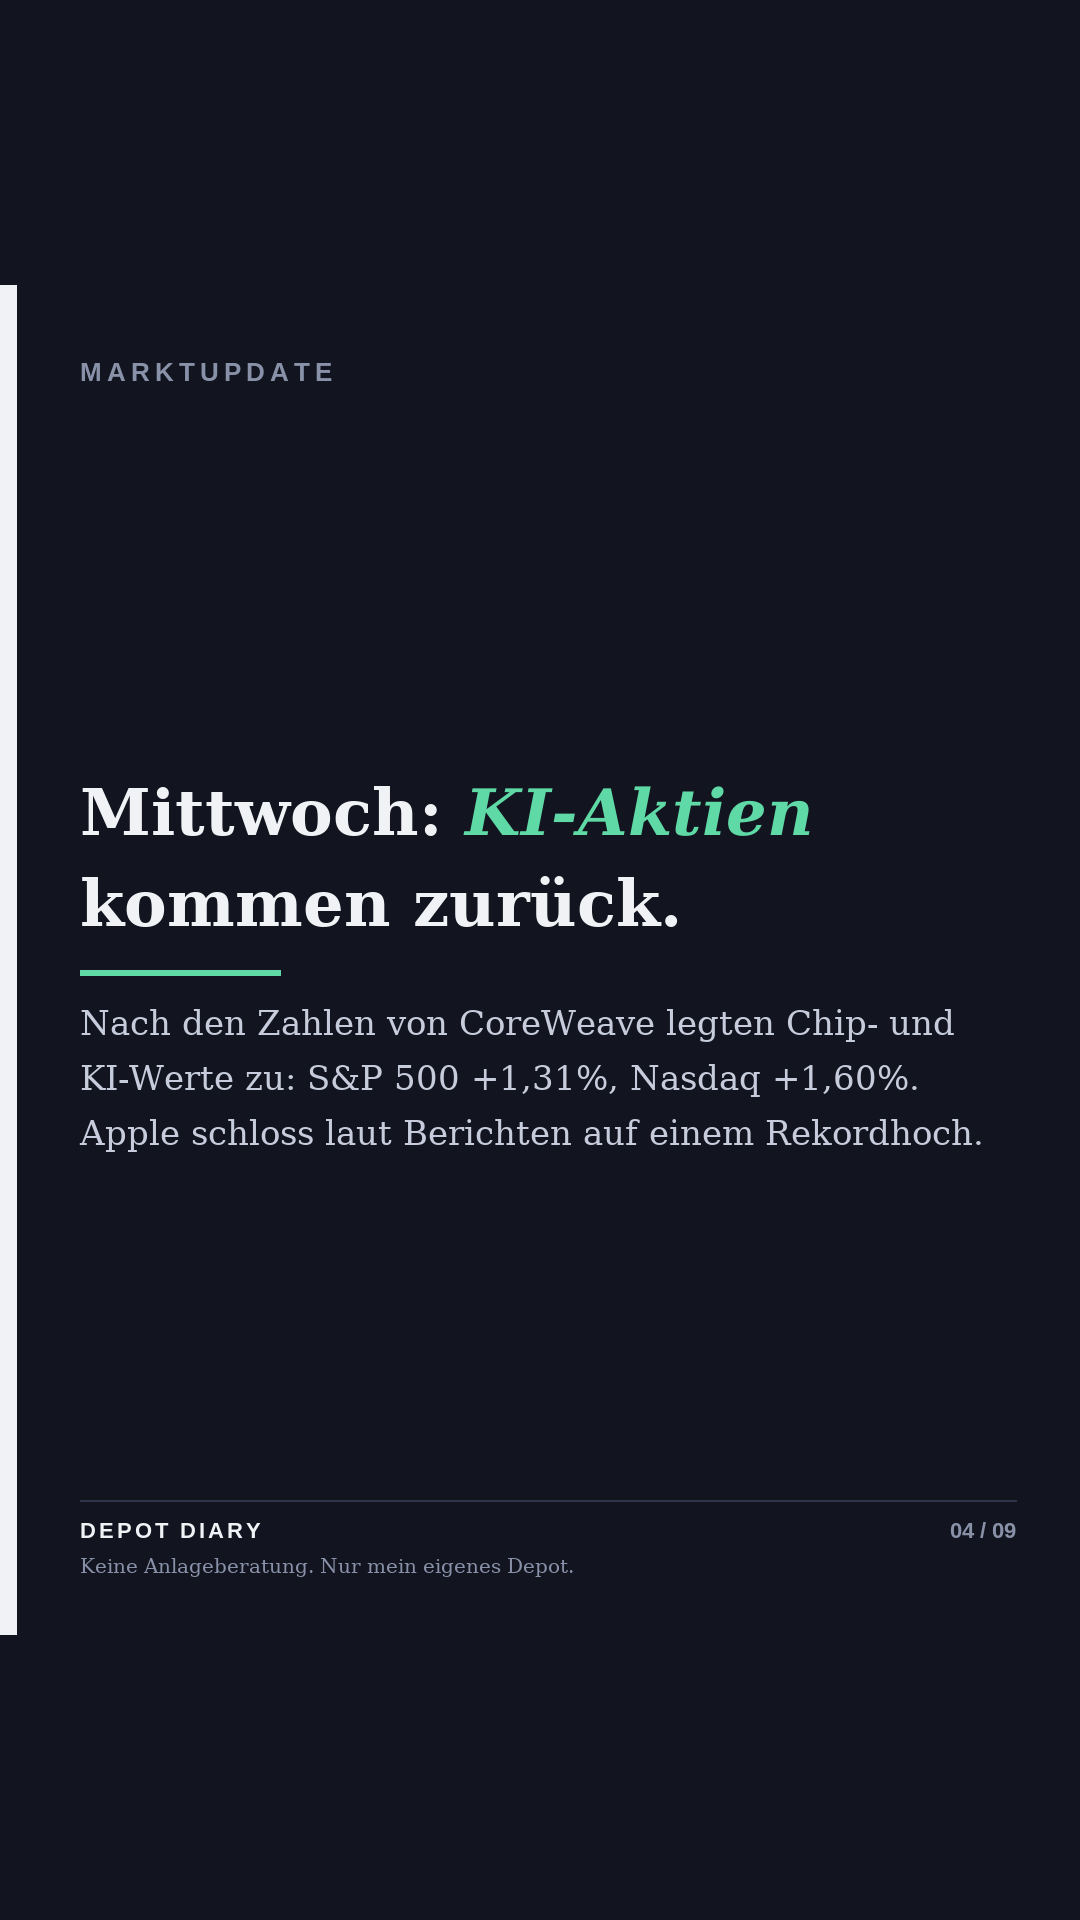 MARKTUPDATE
Mittwoch: KI-Aktien
kommen zurück.
Nach den Zahlen von CoreWeave legten Chip- und
KI-Werte zu: S&P 500 +1,31%, Nasdaq +1,60%.
Apple schloss laut Berichten auf einem Rekordhoch.
DEPOT DIARY
04 / 09
Keine Anlageberatung. Nur mein eigenes Depot.